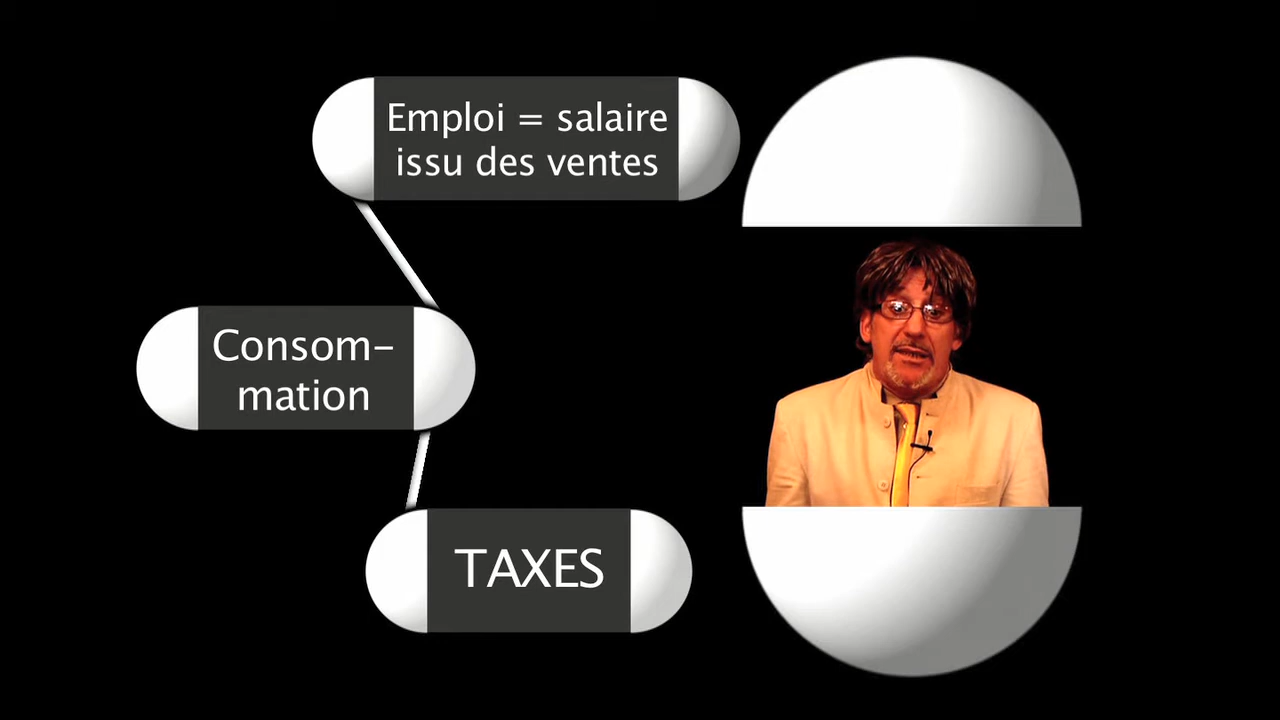 Emploi = salaire
issu des ventes
Consom-
mation
TAXES